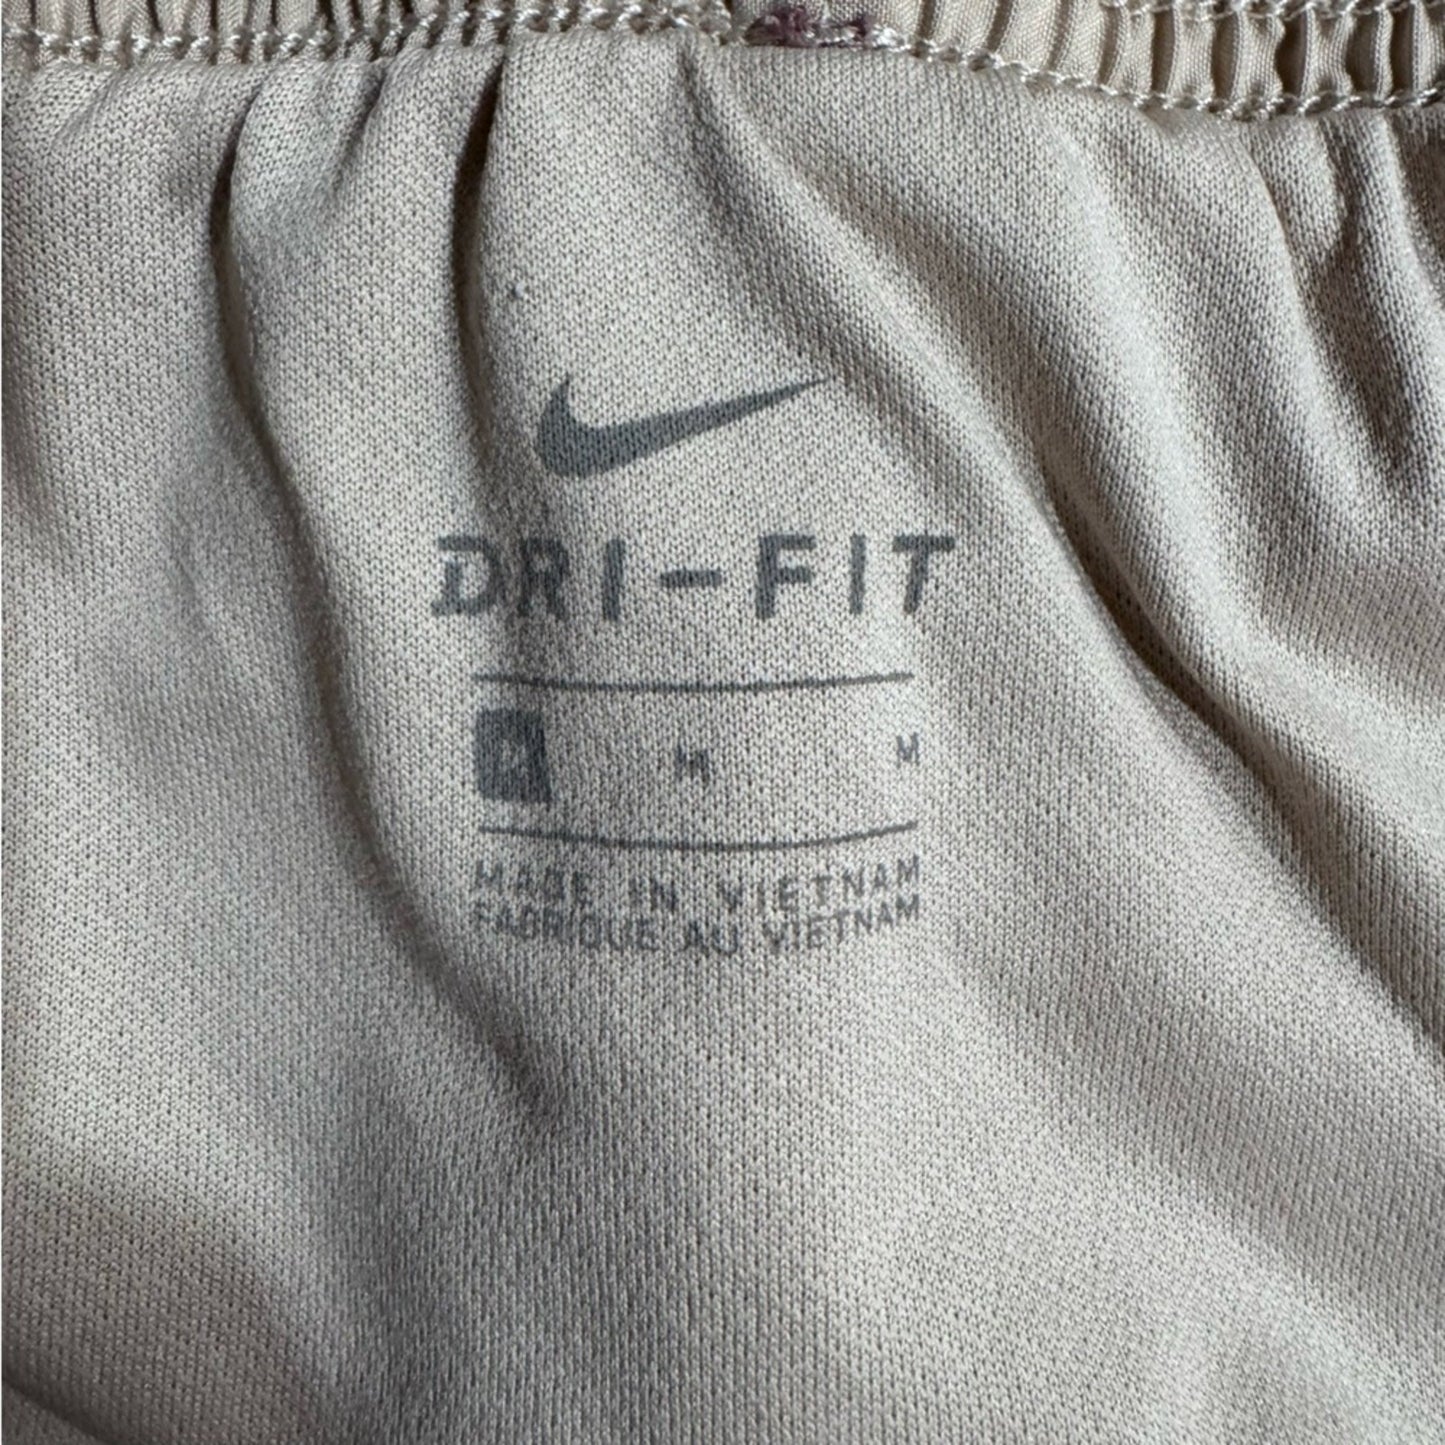 DRI-FIT
M M M
MADE IN VIETNAM
FABRIQUE AU VIETNAM